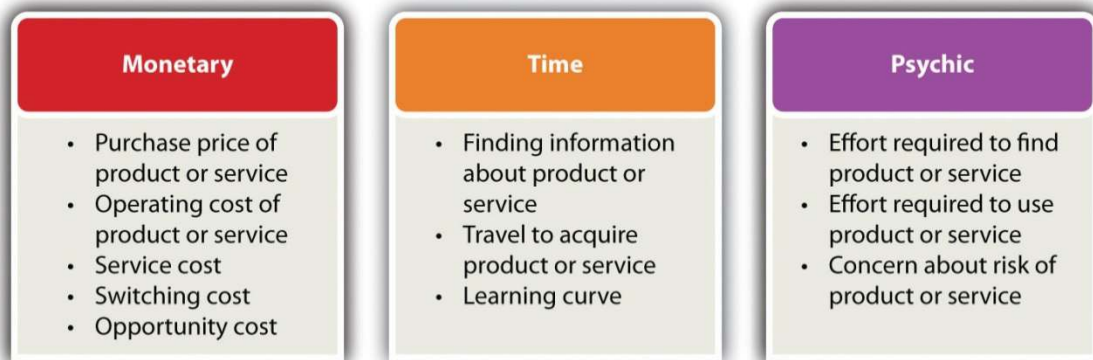 Monetary
• Purchase price of
product or service
• Operating cost of
product or service
• Service cost
• Switching cost
• Opportunity cost
Time
• Finding information
about product or
service
• Travel to acquire
product or service
• Learning curve
Psychic
• Effort required to find
product or service
• Effort required to use
product or service
• Concern about risk of
product or service